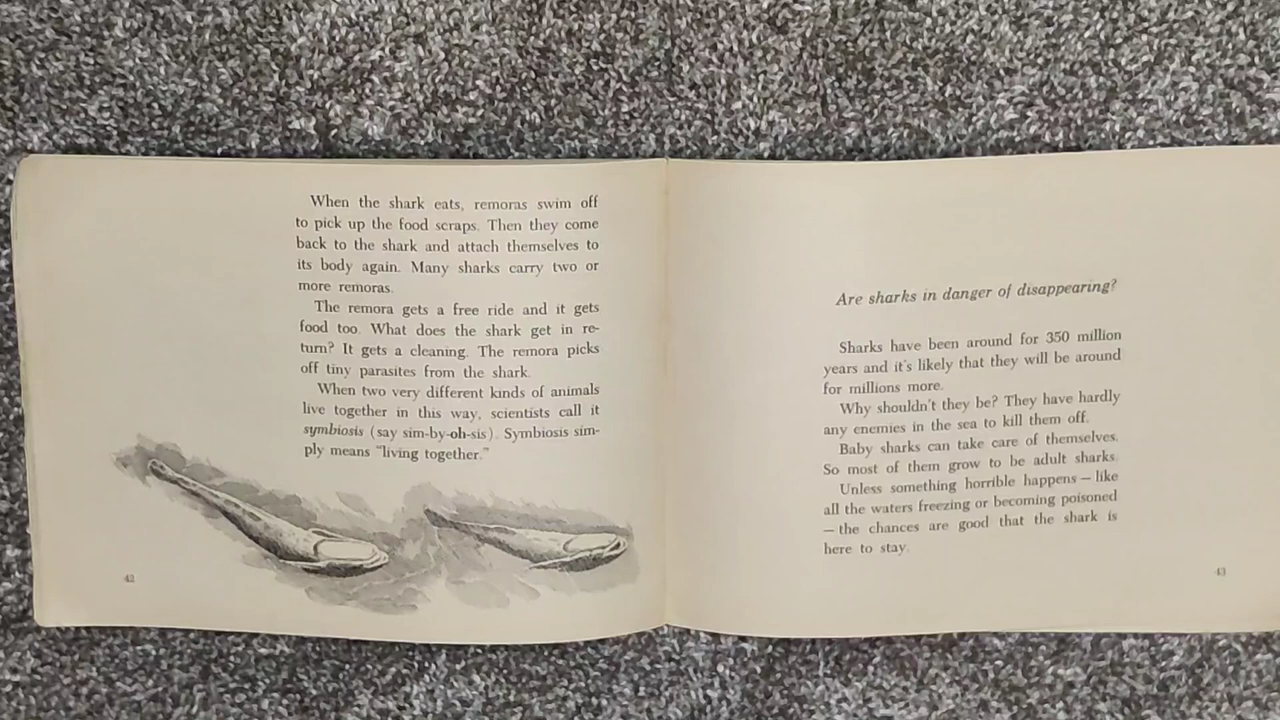 When the shark eats, remoras swim off
to pick up the food scraps. Then they come
back to the shark and attach themselves to
its body again. Many sharks carry two or
more remoras.
The remora gets a free ride and it gets
food too. What does the shark get in re-
turn? It gets a cleaning. The remora picks
off tiny parasites from the shark.
When two very different kinds of animals
live together in this way, scientists call it
symbiosis (say sim-by-oh-sis). Symbiosis sim-
ply means "living together."
42
Are sharks in danger of disappearing?
Sharks have been around for 350 million
years and it's likely that they will be around
for millions more.
Why shouldn't they be? They have hardly
any enemies in the sea to kill them off.
Baby sharks can take care of themselves.
So most of them grow to be adult sharks.
Unless something horrible happens — like
all the waters freezing or becoming poisoned
— the chances are good that the shark is
here to stay.
43